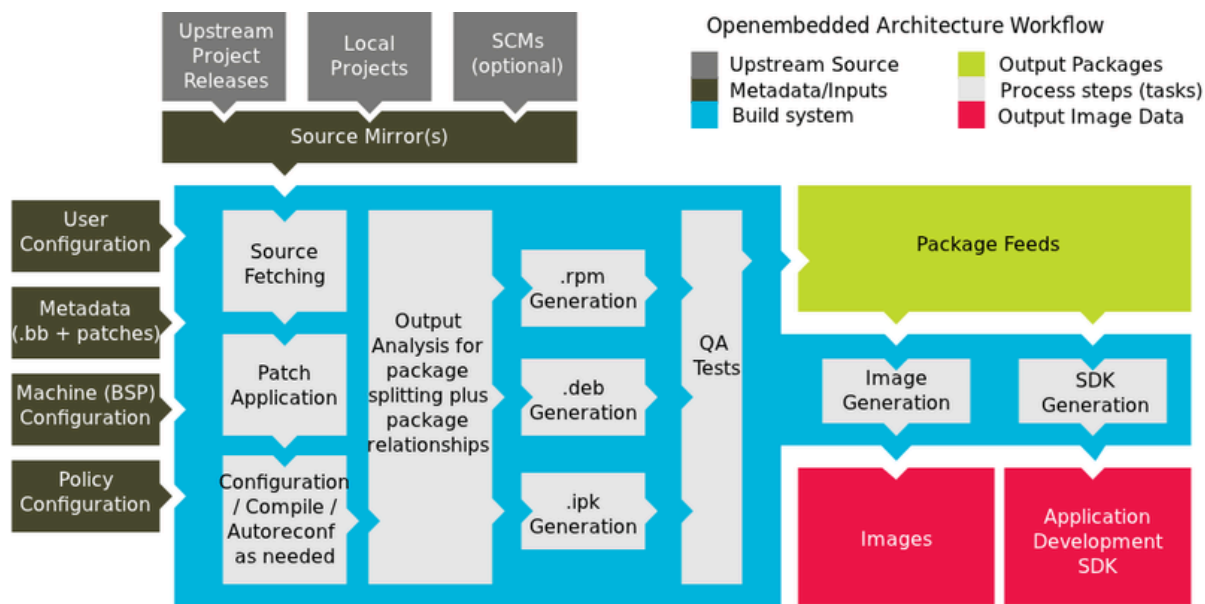 Openembedded Architecture Workflow
Upstream Source
Metadata/Inputs
Build system
Output Packages
Process steps (tasks)
Output Image Data
Upstream
Project
Releases
Local
Projects
SCMs
(optional)
Source Mirror(s)
User
Configuration
Metadata
(.bb + patches)
Machine (BSP)
Configuration
Policy
Configuration
Source
Fetching
Patch
Application
Configuration
/ Compile /
Autoreconf
as needed
Output
Analysis for
package
splitting plus
package
relationships
.rpm
Generation
.deb
Generation
.ipk
Generation
QA
Tests
Package Feeds
Image
Generation
SDK
Generation
Images
Application
Development
SDK